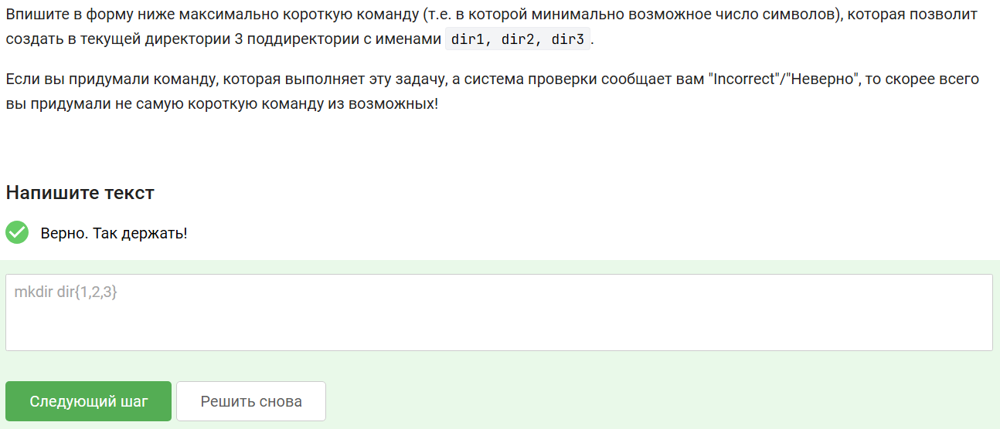 Впишите в форму ниже максимально короткую команду (т.е. в которой минимально возможное число символов), которая позволит
создать в текущей директории 3 поддиректории с именами dir1, dir2, dir3.
Если вы придумали команду, которая выполняет эту задачу, а система проверки сообщает вам "Incorrect"/"Неверно", то скорее всего
вы придумали не самую короткую команду из возможных!
Напишите текст
Верно. Так держать!
mkdir dir{1,2,3}
Следующий шаг Решить снова